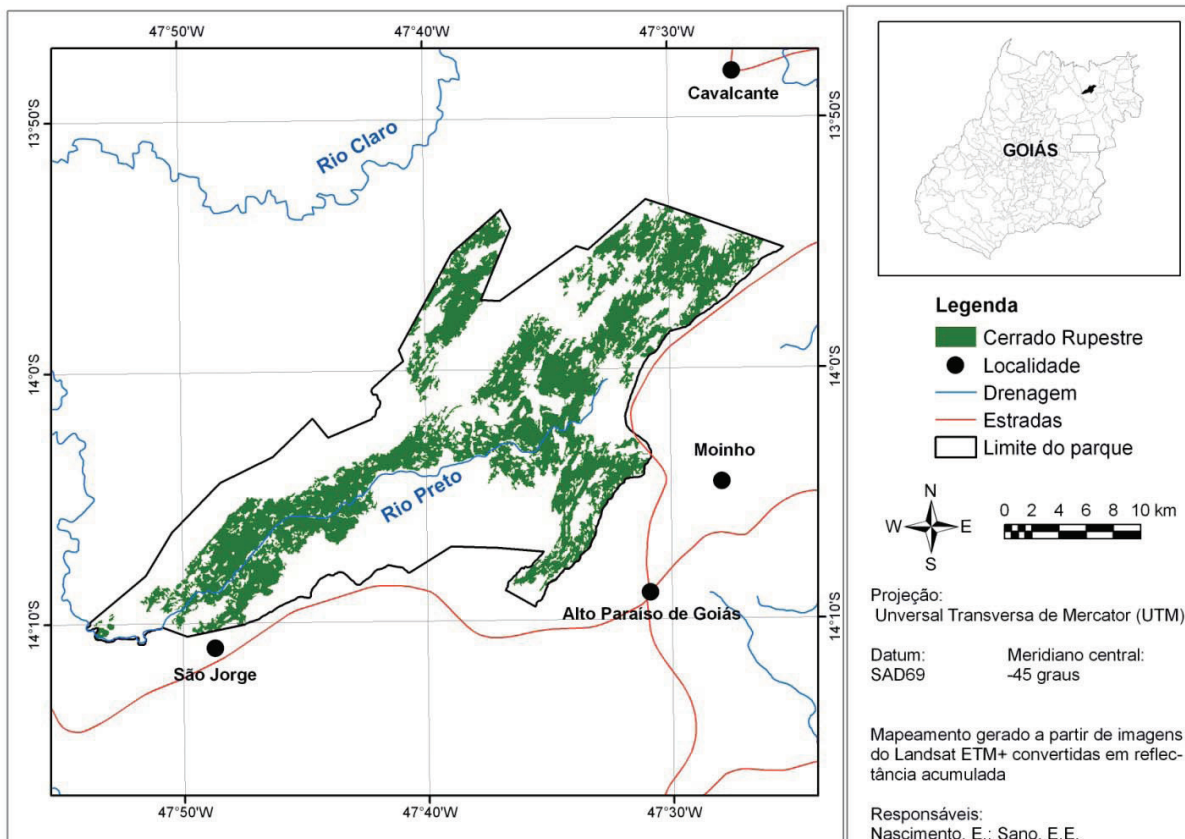 47°50'W
47°40'W
47°30'W
Cavalcante
13°50'S
13°50'S
Rio Claro
GOIÁS
14°0'S
14°0'S
Rio Preto
Moinho
Alto Paraíso de Goiás
14°10'S
14°10'S
São Jorge
47°50'W
47°40'W
47°30'W
Legenda
Cerrado Rupestre
Localidade
Drenagem
Estradas
Limite do parque
N
W
E
S
0 2 4 6 8 10 km
Projeção:
Unversal Transversa de Mercator (UTM)
Datum:
SAD69
Meridiano central:
-45 graus
Mapeamento gerado a partir de imagens
do Landsat ETM+ convertidas em reflec-
tância acumulada
Responsáveis:
Nascimento, E.; Sano, E.E.